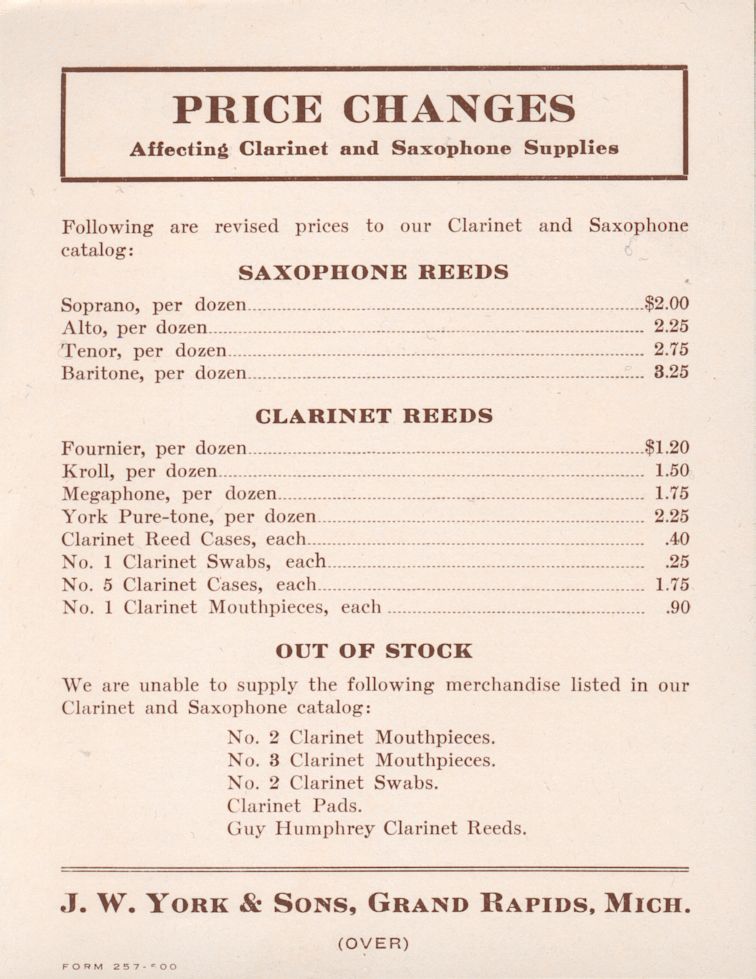 PRICE CHANGES
Affecting Clarinet and Saxophone Supplies
Following are revised prices to our Clarinet and Saxophone
catalog:
SAXOPHONE REEDS
Soprano, per dozen $2.00
Alto, per dozen 2.25
Tenor, per dozen 2.75
Baritone, per dozen 3.25
CLARINET REEDS
Fournier, per dozen $1.20
Kroll, per dozen 1.50
Megaphone, per dozen 1.75
York Pure-tone, per dozen 2.25
Clarinet Reed Cases, each .40
No. 1 Clarinet Swabs, each .25
No. 5 Clarinet Cases, each 1.75
No. 1 Clarinet Mouthpieces, each .90
OUT OF STOCK
We are unable to supply the following merchandise listed in our
Clarinet and Saxophone catalog:
No. 2 Clarinet Mouthpieces.
No. 3 Clarinet Mouthpieces.
No. 2 Clarinet Swabs.
Clarinet Pads.
Guy Humphrey Clarinet Reeds.
J. W. YORK & SONS, GRAND RAPIDS, MICH.
(OVER)
FORM